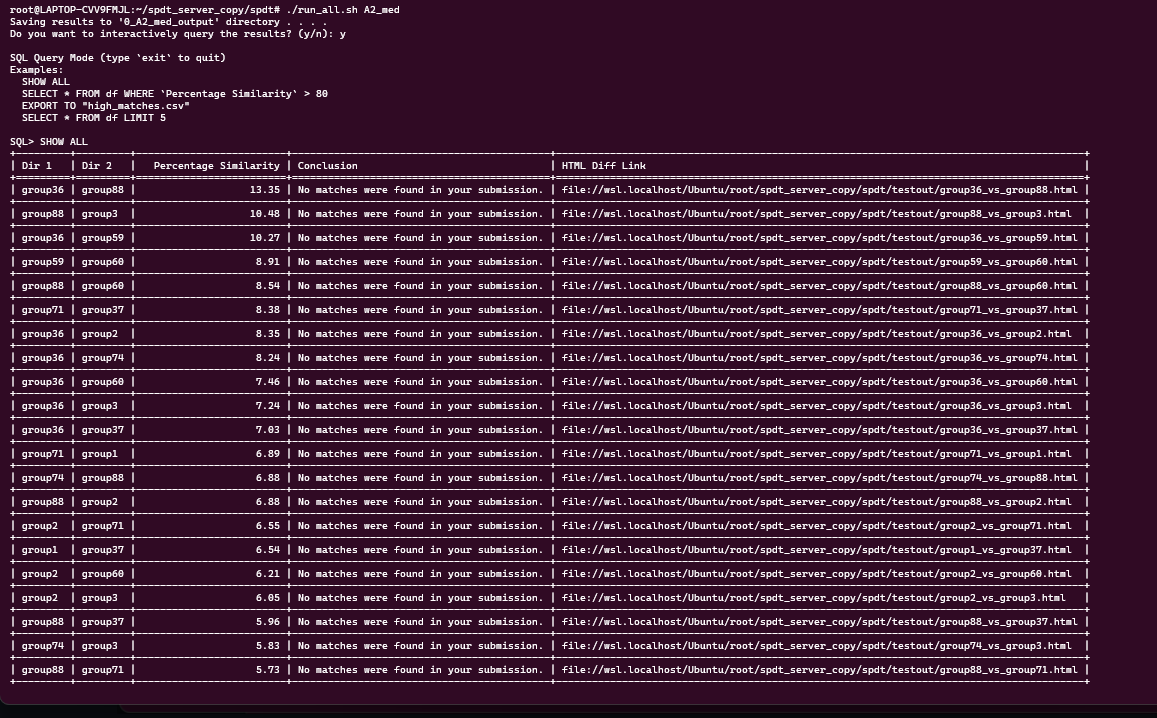 root@LAPTOP-CVV9FMJL:~/spdt_server_copy/spdt# ./run_all.sh A2_med
Saving results to '0_A2_med_output' directory . . . .
Do you want to interactively query the results? (y/n): y
SQL Query Mode (type `exit` to quit)
Examples:
SHOW ALL
SELECT * FROM df WHERE `Percentage Similarity` > 80
EXPORT TO "high_matches.csv"
SELECT * FROM df LIMIT 5
SQL> SHOW ALL
| Dir 1 | Dir 2 | Percentage Similarity | Conclusion | HTML Diff Link |
| group36 | group88 | 13.35 | No matches were found in your submission. | file://wsl.localhost/Ubuntu/root/spdt_server_copy/spdt/testout/group36_vs_group88.html |
| group88 | group3 | 10.48 | No matches were found in your submission. | file://wsl.localhost/Ubuntu/root/spdt_server_copy/spdt/testout/group88_vs_group3.html |
| group36 | group59 | 10.27 | No matches were found in your submission. | file://wsl.localhost/Ubuntu/root/spdt_server_copy/spdt/testout/group36_vs_group59.html |
| group59 | group60 | 8.91 | No matches were found in your submission. | file://wsl.localhost/Ubuntu/root/spdt_server_copy/spdt/testout/group59_vs_group60.html |
| group88 | group60 | 8.54 | No matches were found in your submission. | file://wsl.localhost/Ubuntu/root/spdt_server_copy/spdt/testout/group88_vs_group60.html |
| group71 | group37 | 8.38 | No matches were found in your submission. | file://wsl.localhost/Ubuntu/root/spdt_server_copy/spdt/testout/group71_vs_group37.html |
| group36 | group2 | 8.35 | No matches were found in your submission. | file://wsl.localhost/Ubuntu/root/spdt_server_copy/spdt/testout/group36_vs_group2.html |
| group36 | group74 | 8.24 | No matches were found in your submission. | file://wsl.localhost/Ubuntu/root/spdt_server_copy/spdt/testout/group36_vs_group74.html |
| group36 | group60 | 7.46 | No matches were found in your submission. | file://wsl.localhost/Ubuntu/root/spdt_server_copy/spdt/testout/group36_vs_group60.html |
| group36 | group3 | 7.24 | No matches were found in your submission. | file://wsl.localhost/Ubuntu/root/spdt_server_copy/spdt/testout/group36_vs_group3.html |
| group36 | group37 | 7.03 | No matches were found in your submission. | file://wsl.localhost/Ubuntu/root/spdt_server_copy/spdt/testout/group36_vs_group37.html |
| group71 | group1 | 6.89 | No matches were found in your submission. | file://wsl.localhost/Ubuntu/root/spdt_server_copy/spdt/testout/group71_vs_group1.html |
| group74 | group88 | 6.88 | No matches were found in your submission. | file://wsl.localhost/Ubuntu/root/spdt_server_copy/spdt/testout/group74_vs_group88.html |
| group88 | group2 | 6.88 | No matches were found in your submission. | file://wsl.localhost/Ubuntu/root/spdt_server_copy/spdt/testout/group88_vs_group2.html |
| group2 | group71 | 6.55 | No matches were found in your submission. | file://wsl.localhost/Ubuntu/root/spdt_server_copy/spdt/testout/group2_vs_group71.html |
| group1 | group37 | 6.54 | No matches were found in your submission. | file://wsl.localhost/Ubuntu/root/spdt_server_copy/spdt/testout/group1_vs_group37.html |
| group2 | group60 | 6.21 | No matches were found in your submission. | file://wsl.localhost/Ubuntu/root/spdt_server_copy/spdt/testout/group2_vs_group60.html |
| group2 | group3 | 6.05 | No matches were found in your submission. | file://wsl.localhost/Ubuntu/root/spdt_server_copy/spdt/testout/group2_vs_group3.html |
| group88 | group37 | 5.96 | No matches were found in your submission. | file://wsl.localhost/Ubuntu/root/spdt_server_copy/spdt/testout/group88_vs_group37.html |
| group74 | group3 | 5.83 | No matches were found in your submission. | file://wsl.localhost/Ubuntu/root/spdt_server_copy/spdt/testout/group74_vs_group3.html |
| group88 | group71 | 5.73 | No matches were found in your submission. | file://wsl.localhost/Ubuntu/root/spdt_server_copy/spdt/testout/group88_vs_group71.html |